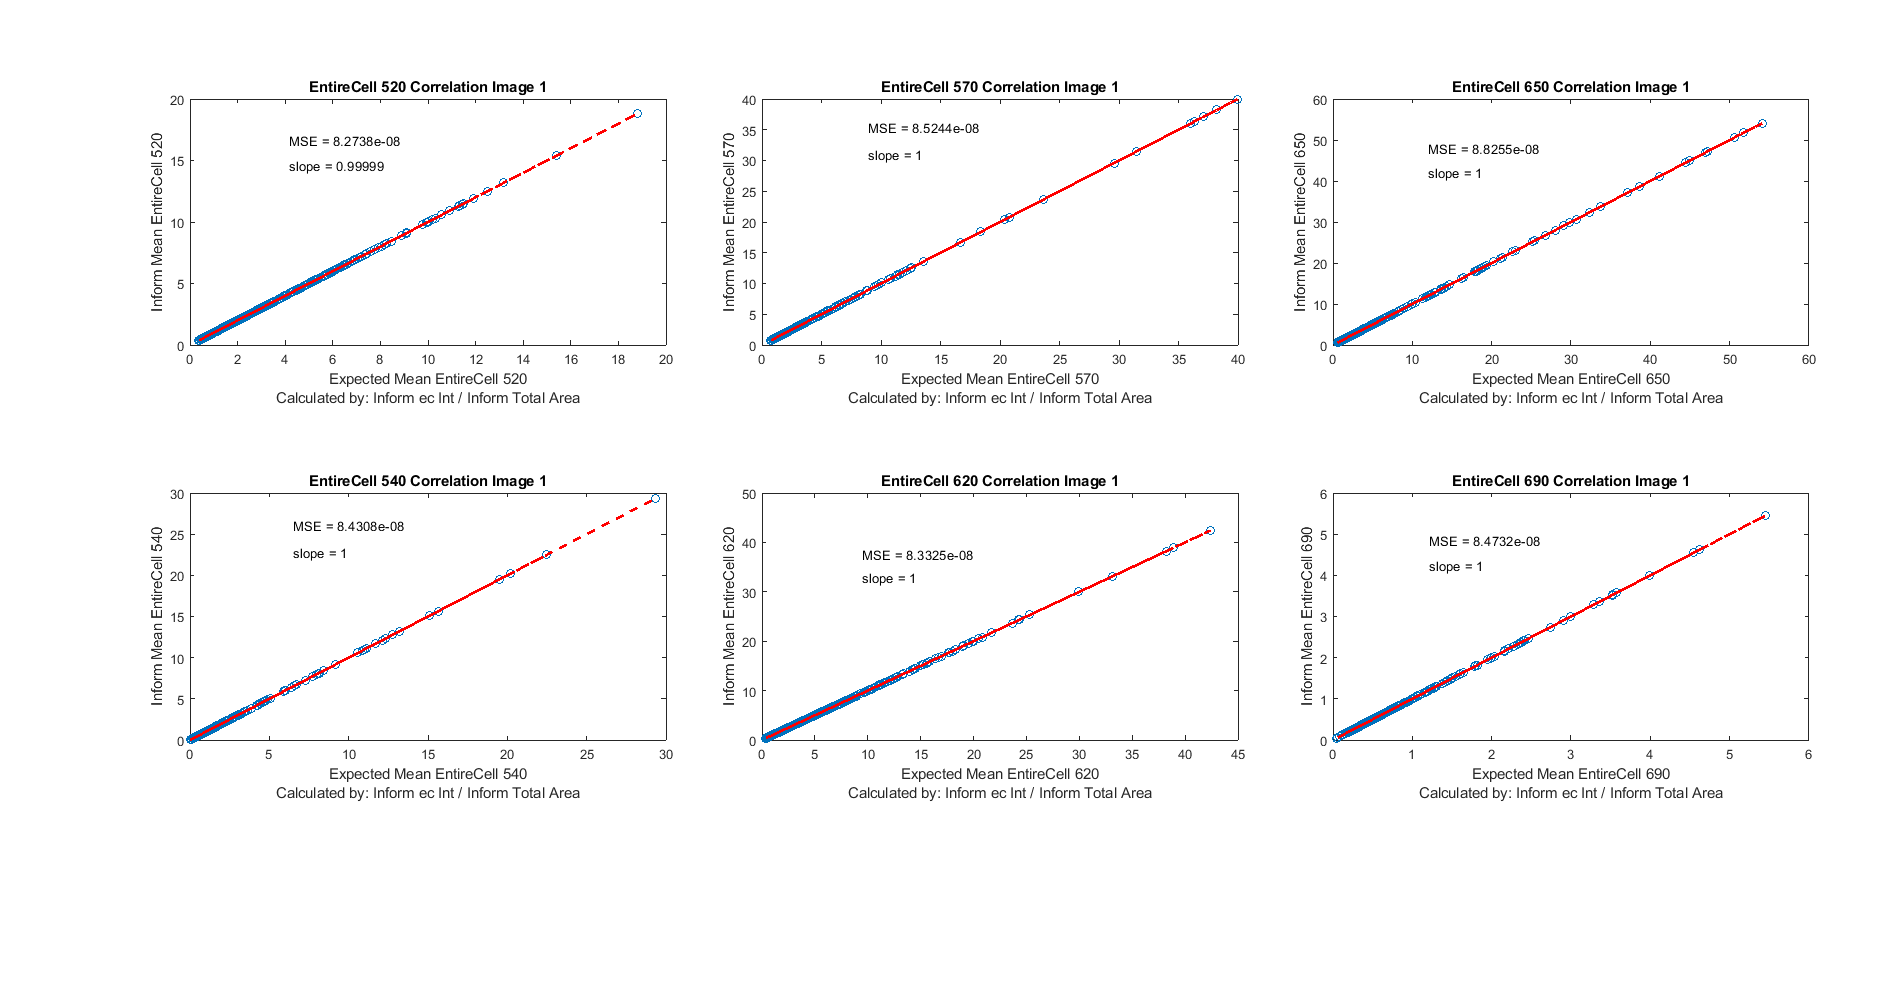 EntireCell 520 Correlation Image 1
MSE = 8.2738e-08
slope = 0.99999
Inform Mean EntireCell 520
0
5
10
15
20
0 2 4 6 8 10 12 14 16 18 20
Expected Mean EntireCell 520
Calculated by: Inform ec Int / Inform Total Area
EntireCell 570 Correlation Image 1
MSE = 8.5244e-08
slope = 1
Inform Mean EntireCell 570
0
5
10
15
20
25
30
35
40
0 5 10 15 20 25 30 35 40
Expected Mean EntireCell 570
Calculated by: Inform ec Int / Inform Total Area
EntireCell 650 Correlation Image 1
MSE = 8.8255e-08
slope = 1
Inform Mean EntireCell 650
0
10
20
30
40
50
60
0 10 20 30 40 50 60
Expected Mean EntireCell 650
Calculated by: Inform ec Int / Inform Total Area
EntireCell 540 Correlation Image 1
MSE = 8.4308e-08
slope = 1
Inform Mean EntireCell 540
0
5
10
15
20
25
30
0 5 10 15 20 25 30
Expected Mean EntireCell 540
Calculated by: Inform ec Int / Inform Total Area
EntireCell 620 Correlation Image 1
MSE = 8.3325e-08
slope = 1
Inform Mean EntireCell 620
0
10
20
30
40
50
0 5 10 15 20 25 30 35 40 45
Expected Mean EntireCell 620
Calculated by: Inform ec Int / Inform Total Area
EntireCell 690 Correlation Image 1
MSE = 8.4732e-08
slope = 1
Inform Mean EntireCell 690
0
1
2
3
4
5
6
0 1 2 3 4 5 6
Expected Mean EntireCell 690
Calculated by: Inform ec Int / Inform Total Area